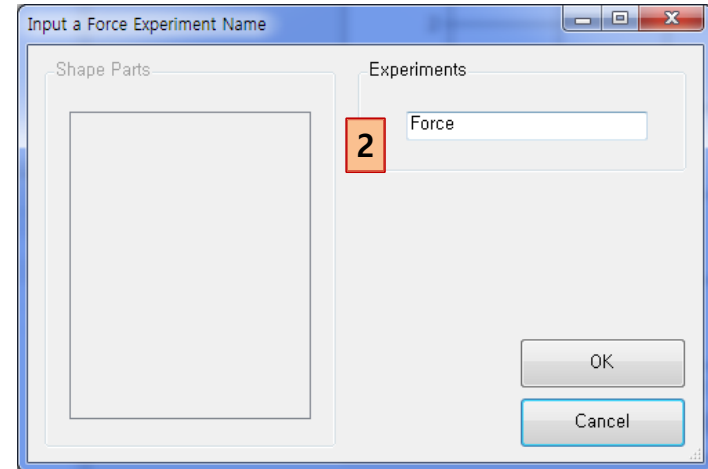 Input a Force Experiment Name
Shape Parts
Experiments
Force
2
OK
Cancel